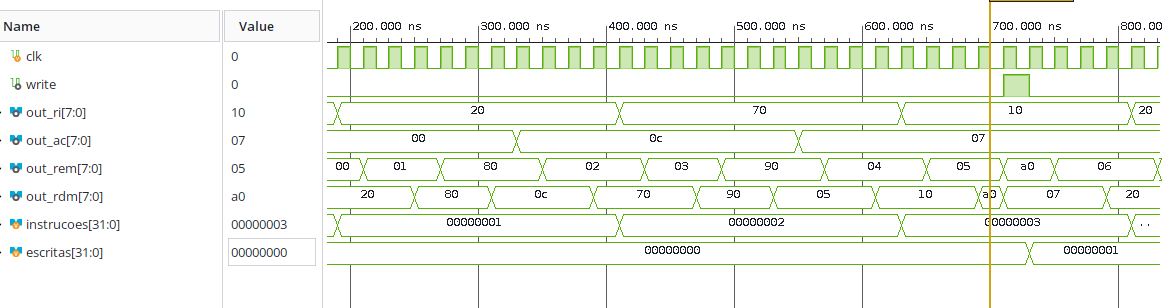 Name Value 200.000 ns 300.000 ns 400.000 ns 500.000 ns 600.000 ns 700.000 ns 800.00
clk 0
write 0
out_ri[7:0] 10 20 70 10 20
out_ac[7:0] 07 00 0c 07
out_rem[7:0] 05 00 01 80 02 03 90 04 05 a0 06
out_rdm[7:0] a0 20 80 0c 70 90 05 10 a0 07 20
instrucoes[31:0] 00000003 00000001 00000002 00000003 ..
escritas[31:0] 00000000 00000000 00000001